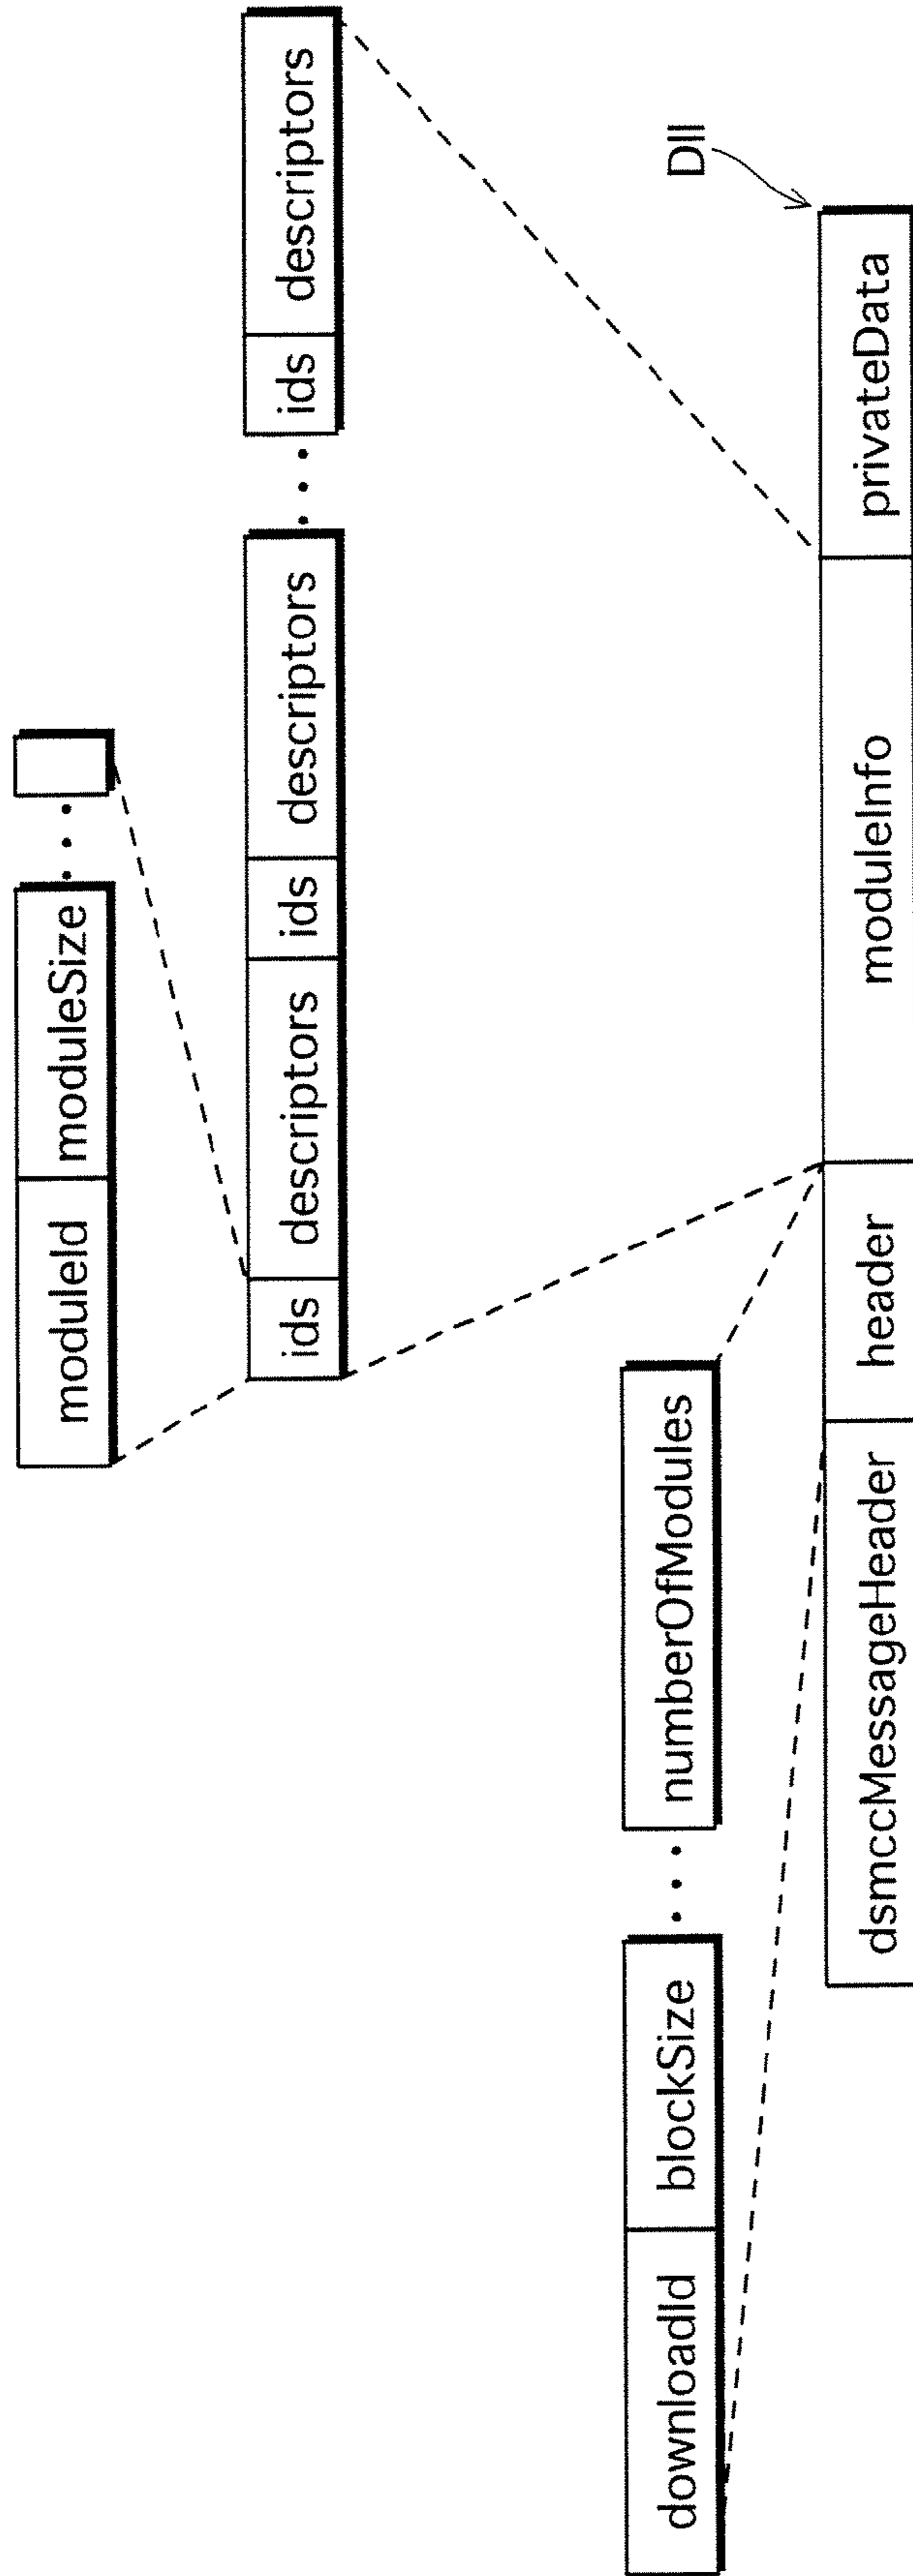 moduleId moduleSize • • •
ids descriptors ids descriptors • • • ids descriptors
downloadId blockSize • • • numberOfModules
DII
dsmccMessageHeader header moduleInfo privateData